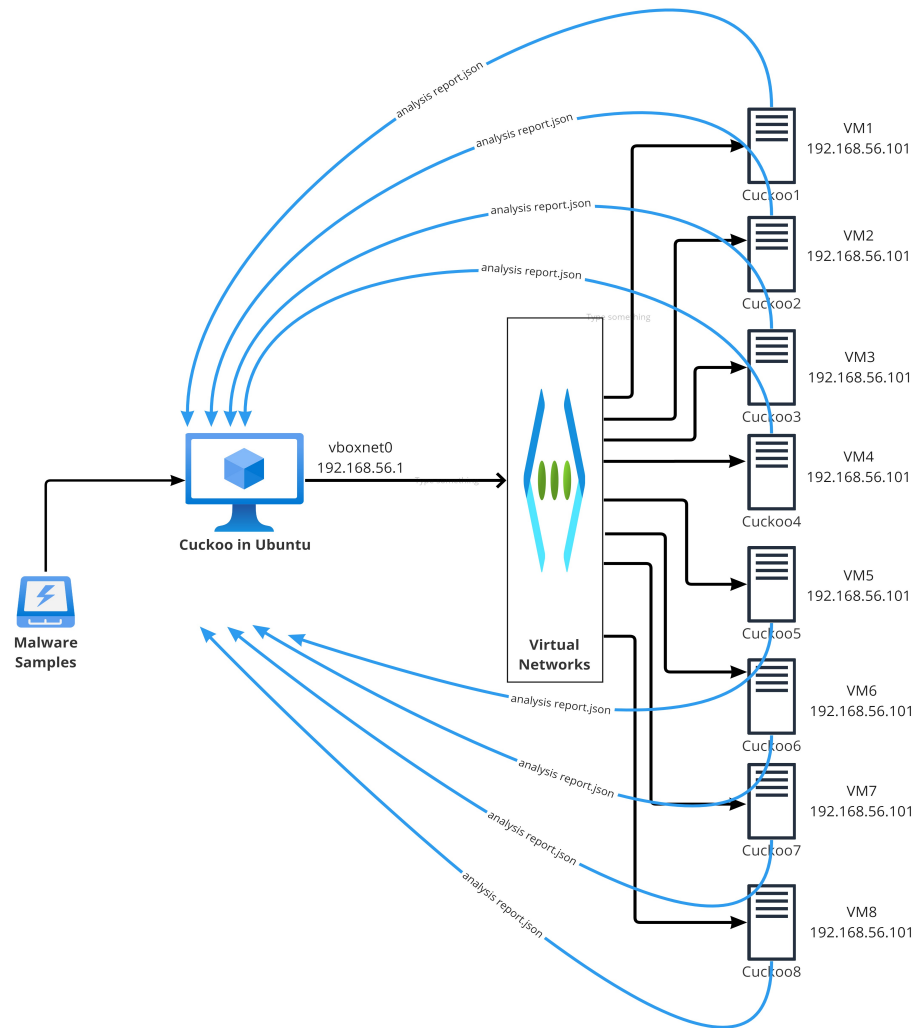 analysis report.json
analysis report.json
analysis report.json
analysis report.json
VM1
192.168.56.101
Cuckoo1
VM2
192.168.56.101
Cuckoo2
Type something
VM3
192.168.56.101
Cuckoo3
vboxnet0
192.168.56.1
Type something
VM4
192.168.56.101
Cuckoo4
Cuckoo in Ubuntu
VM5
192.168.56.101
Cuckoo5
Malware
Samples
Virtual
Networks
VM6
192.168.56.101
Cuckoo6
analysis report.json
analysis report.json
VM7
192.168.56.101
Cuckoo7
analysis report.json
analysis report.json
VM8
192.168.56.101
Cuckoo8